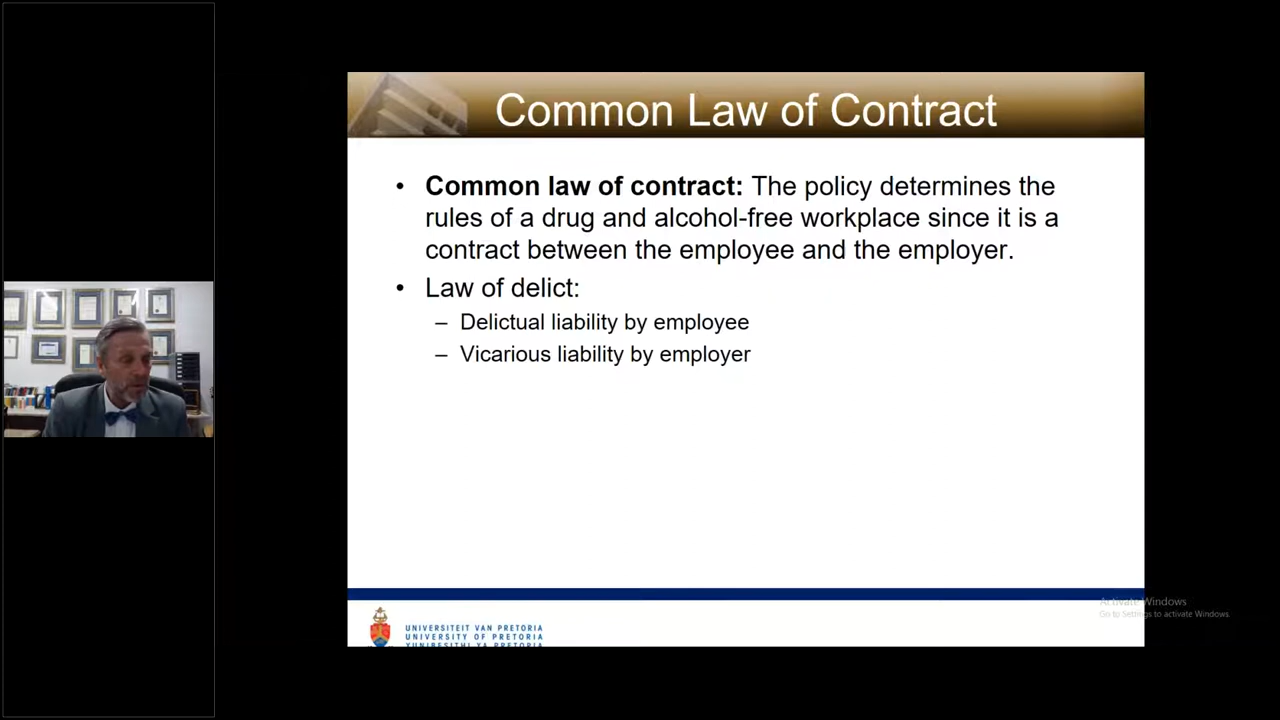 Common Law of Contract
• Common law of contract: The policy determines the
rules of a drug and alcohol-free workplace since it is a
contract between the employee and the employer.
• Law of delict:
– Delictual liability by employee
– Vicarious liability by employer
Activate Windows
Go to Settings to activate Windows.
UNIVERSITEIT VAN PRETORIA
UNIVERSITY OF PRETORIA
YUNIBESITHI YA PRETORIA